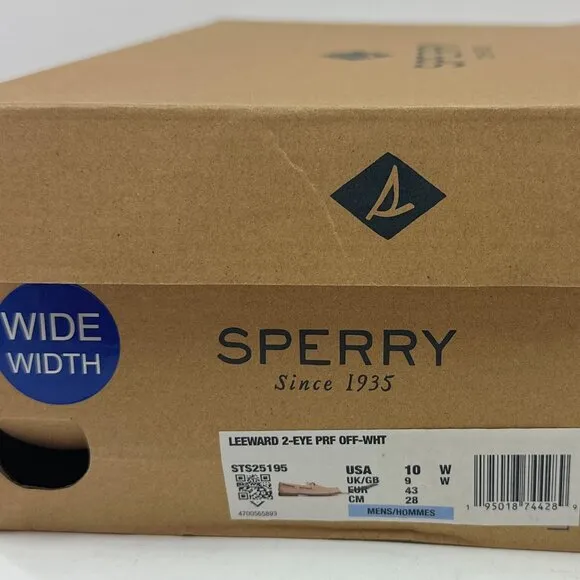 SPERRY
WIDE
WIDTH
SPERRY
Since 1935
LEEWARD 2-EYE PRF OFF-WHT
STS25195
USA 10 W
UK/GB 9 W
EUR 43
CM 28
4700565893
MENS/HOMMES
1 95018 74428 9